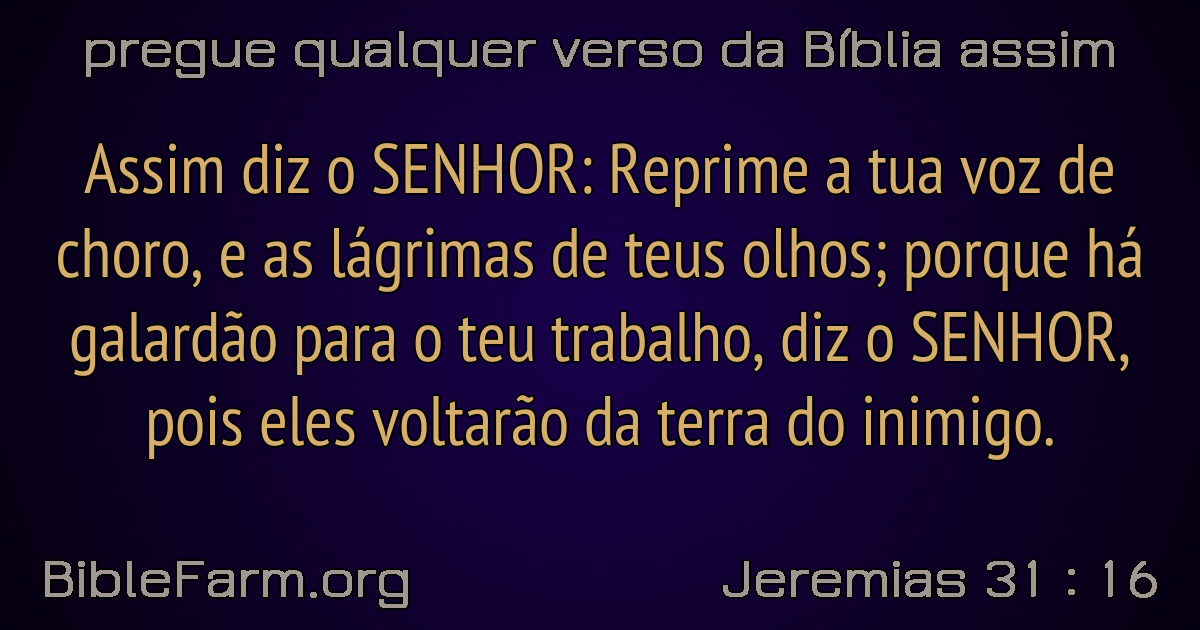 pregue qualquer verso da Bíblia assim
Assim diz o SENHOR: Reprime a tua voz de
choro, e as lágrimas de teus olhos; porque há
galardão para o teu trabalho, diz o SENHOR,
pois eles voltarão da terra do inimigo.
BibleFarm.org
Jeremias 31 : 16